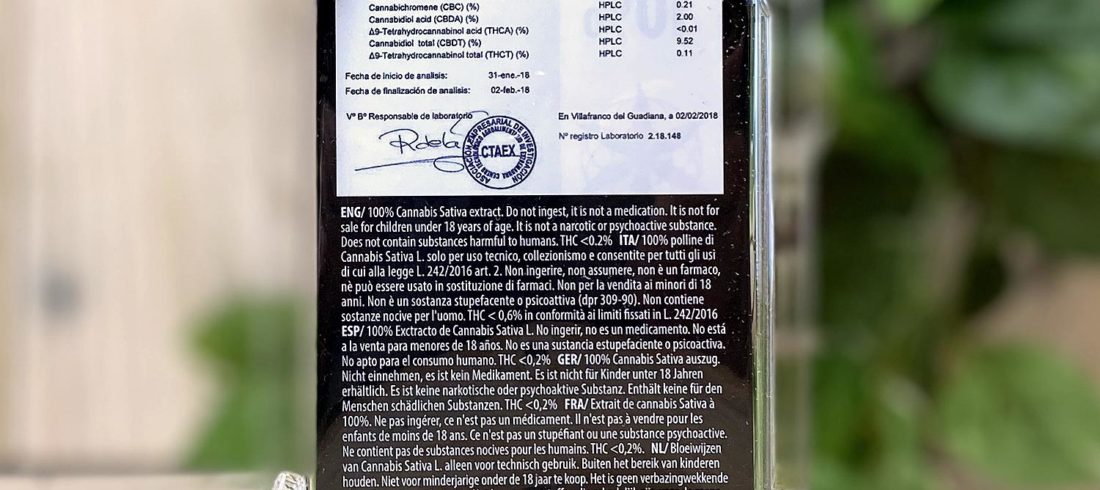 Cannabichromene (CBC) (%) HPLC 0.21
Cannabidiol acid (CBDA) (%) HPLC 2.00
Δ9-Tetrahydrocannabinol acid (THCA) (%) HPLC <0.01
Cannabidiol total (CBDT) (%) HPLC 9.52
Δ9-Tetrahydrocannabinol total (THCT) (%) HPLC 0.11
Fecha de inicio de analisis: 31-ene.-18
Fecha de finalización de analisis: 02-feb.-18
Vº Bº Responsable de laboratorio En Villafranco del Guadiana, a 02/02/2018
Nº registro Laboratorio 2.18.148
ASOCIACIÓN EMPRESARIAL DE INVESTIGACIÓN
CTAEX
ENG/ 100% Cannabis Sativa extract. Do not ingest, it is not a medication. It is not for
sale for children under 18 years of age. It is not a narcotic or psychoactive substance.
Does not contain substances harmful to humans. THC <0.2% ITA/ 100% polline di
Cannabis Sativa L. solo per uso tecnico, collezionismo e consentite per tutti gli usi
di cui alla legge L. 242/2016 art. 2. Non ingerire, non assumere, non è un farmaco,
nè può essere usato in sostituzione di farmaci. Non per la vendita ai minori di 18
anni. Non è un sostanza stupefacente o psicoattiva (dpr 309-90). Non contiene
sostanze nocive per l'uomo. THC < 0,6% in conformità ai limiti fissati in L. 242/2016
ESP/ 100% Exctracto de Cannabis Sativa L. No ingerir, no es un medicamento. No está
a la venta para menores de 18 años. No es una sustancia estupefaciente o psicoactiva.
No apto para el consumo humano. THC <0,2% GER/ 100% Cannabis Sativa auszug.
Nicht einnehmen, es ist kein Medikament. Es ist nicht für Kinder unter 18 Jahren
erhältlich. Es ist keine narkotische oder psychoaktive Substanz. Enthält keine für den
Menschen schädlichen Substanzen. THC <0,2% FRA/ Extrait de cannabis Sativa à
100%. Ne pas ingérer, ce n'est pas un médicament. Il n'est pas à vendre pour les
enfants de moins de 18 ans. Ce n'est pas un stupéfiant ou une substance psychoactive.
Ne contient pas de substances nocives pour les humains. THC <0,2%. NL/ Bloeiwijzen
van Cannabis Sativa L. alleen voor technisch gebruik. Buiten het bereik van kinderen
houden. Niet voor minderjarige onder de 18 jaar te koop. Het is geen verbazingwekkende